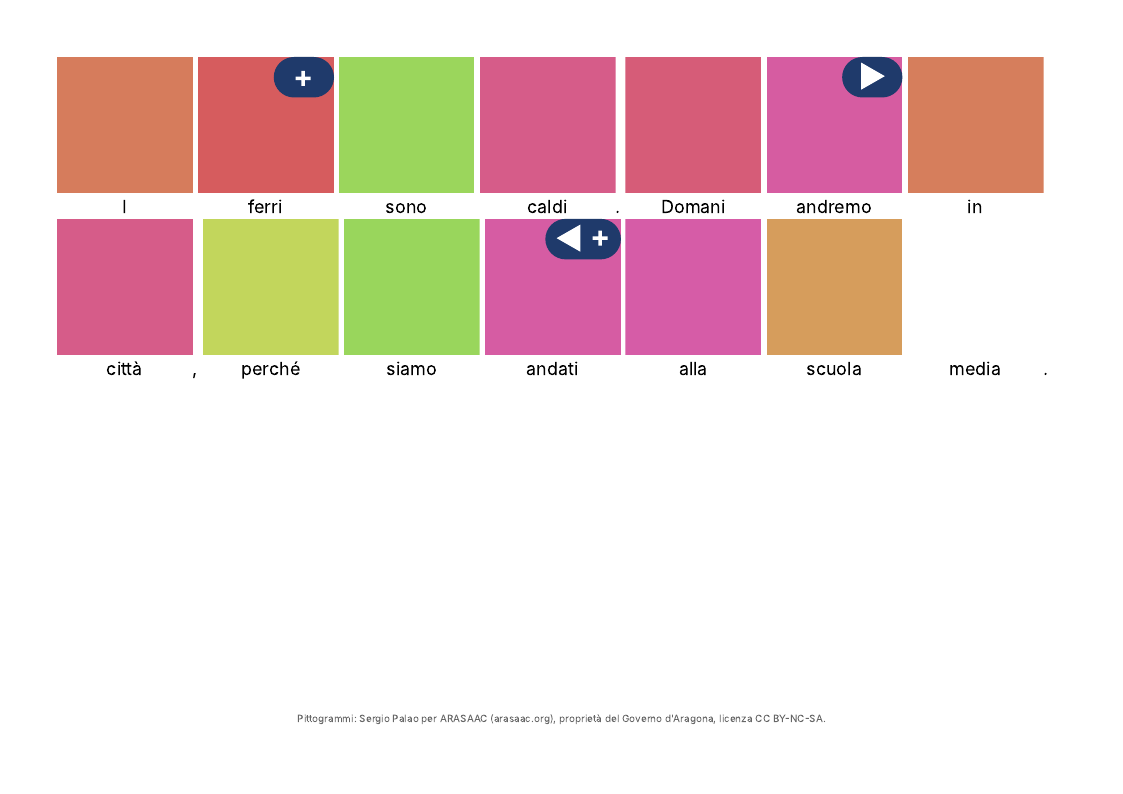 I ferri sono caldi . Domani andremo in
città , perché siamo andati alla scuola media .
Pittogrammi: Sergio Palao per ARASAAC (arasaac.org), proprietà del Governo d'Aragona, licenza CC BY-NC-SA.